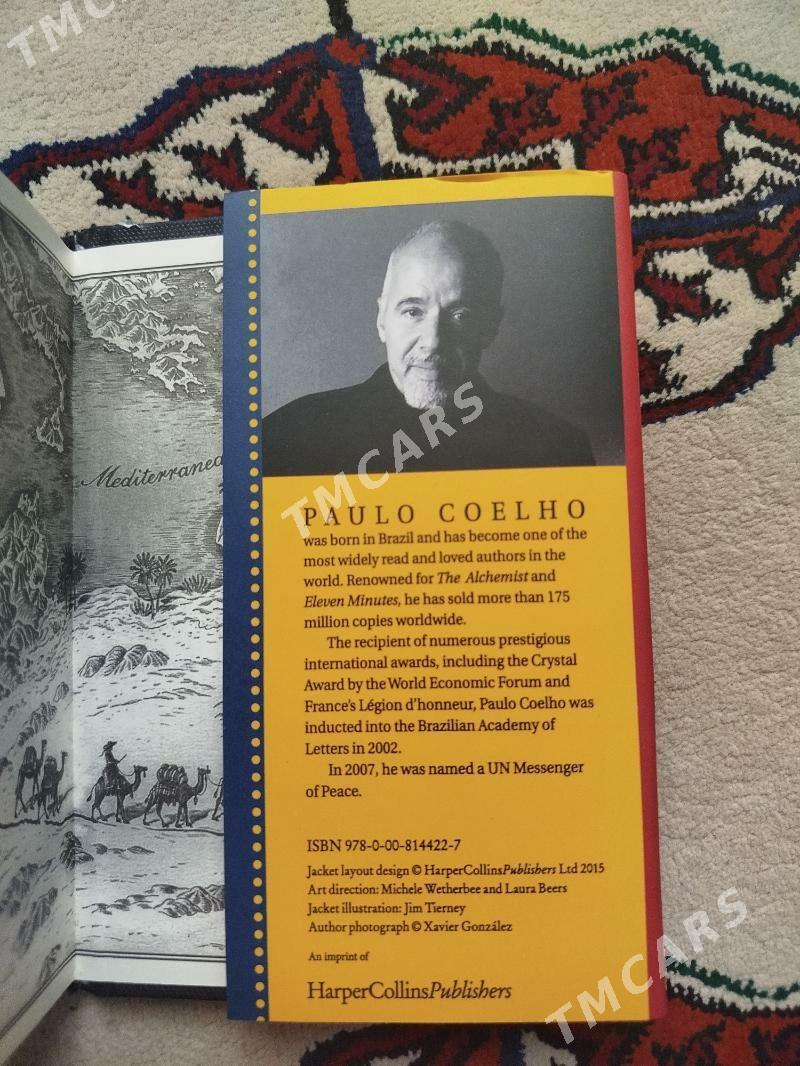 TMCARS
Mediterranea
TMCARS
PAULO COELHO
was born in Brazil and has become one of the
most widely read and loved authors in the
world. Renowned for The Alchemist and
Eleven Minutes, he has sold more than 175
million copies worldwide.
The recipient of numerous prestigious
international awards, including the Crystal
Award by the World Economic Forum and
France's Légion d'honneur, Paulo Coelho was
inducted into the Brazilian Academy of
Letters in 2002.
In 2007, he was named a UN Messenger
of Peace.
ISBN 978-0-00-814422-7
Jacket layout design © HarperCollinsPublishers Ltd 2015
Art direction: Michele Wetherbee and Laura Beers
Jacket illustration: Jim Tierney
Author photograph © Xavier González
An imprint of
HarperCollinsPublishers
TMCARS